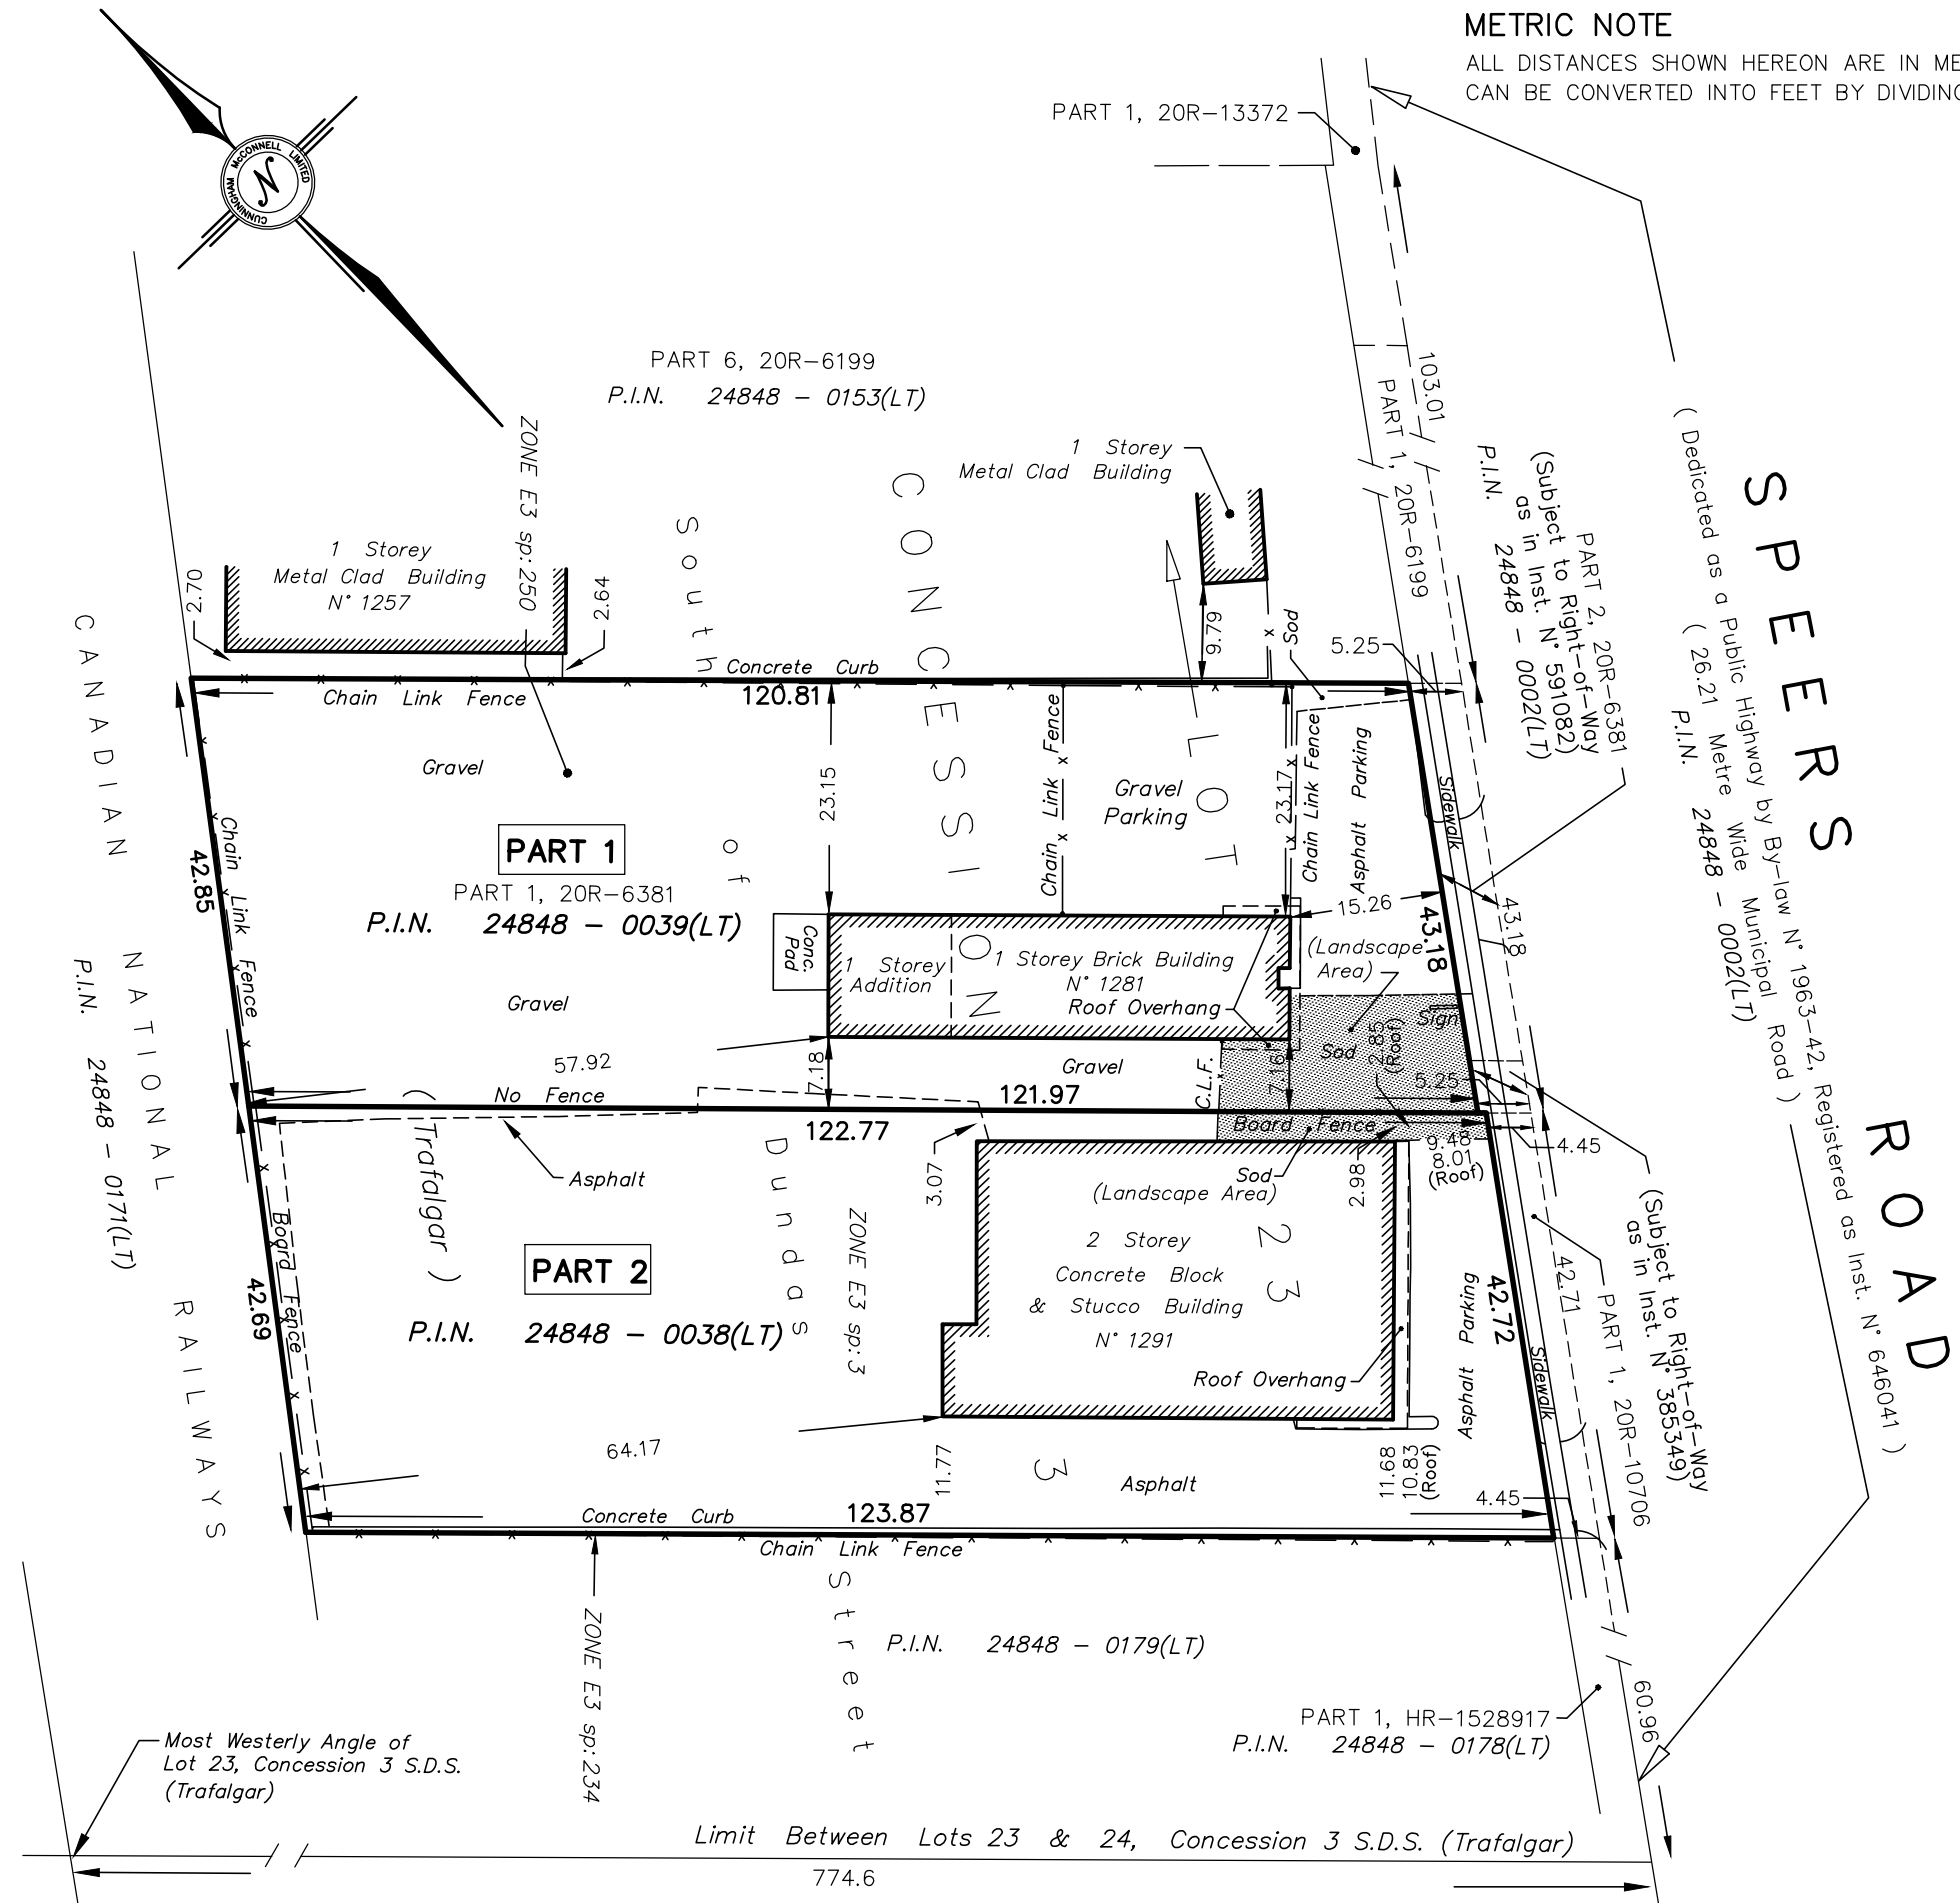 METRIC NOTE
ALL DISTANCES SHOWN HEREON ARE IN ME
CAN BE CONVERTED INTO FEET BY DIVIDING
PART 1, 20R-13372
McCONNELL LIMITED
CUNNINGHAM
N
PART 6, 20R-6199
P.I.N. 24848 - 0153(LT)
ZONE E3 sp:250
1 Storey
Metal Clad Building
103.01
PART 1, 20R-6199
1 Storey
Metal Clad Building
N° 1257
2.70
2.64
9.79
Sod
5.25
PART 2, 20R-6381
(Subject to Right-of-Way
as in Inst. N° 591082)
P.I.N. 24848 - 0002(LT)
SPEERS ROAD
( Dedicated as a Public Highway by By-law N° 1963-42, Registered as Inst. N° 646041 )
( 26.21 Metre Wide Municipal Road )
P.I.N. 24848 - 0002(LT)
CANADIAN NATIONAL RAILWAYS
P.I.N. 24848 - 0171(LT)
CONCESSION 3
South of Dundas Street
( Trafalgar )
LOT 23
Concrete Curb
Chain Link Fence
120.81
Gravel
23.15
Chain Link Fence
Gravel
Parking
23.17
Chain Link Fence
Asphalt Parking
Sidewalk
42.85
Chain Link Fence
PART 1
PART 1, 20R-6381
P.I.N. 24848 - 0039(LT)
15.26
43.18
43.18
Conc.
Pad
1 Storey
Addition
1 Storey Brick Building
N° 1281
Roof Overhang
(Landscape
Area)
Sign
Sod
2.85
(Roof)
Gravel
57.92
7.18
Gravel
C.L.F.
7.16
5.25
No Fence
121.97
122.77
Board Fence
9.48
8.01
(Roof)
4.45
Asphalt
3.07
Sod
2.98
(Landscape Area)
ZONE E3 sp:3
2 Storey
Concrete Block
& Stucco Building
N° 1291
Roof Overhang
PART 2
P.I.N. 24848 - 0038(LT)
42.69
Board Fence
Asphalt Parking
42.72
Sidewalk
42.71
PART 1, 20R-10706
(Subject to Right-of-Way
as in Inst. N° 385349)
64.17
11.77
Asphalt
11.68
10.83
(Roof)
4.45
Concrete Curb
123.87
Chain Link Fence
ZONE E3 sp:234
P.I.N. 24848 - 0179(LT)
60.96
PART 1, HR-1528917
P.I.N. 24848 - 0178(LT)
Most Westerly Angle of
Lot 23, Concession 3 S.D.S.
(Trafalgar)
Limit Between Lots 23 & 24, Concession 3 S.D.S. (Trafalgar)
774.6